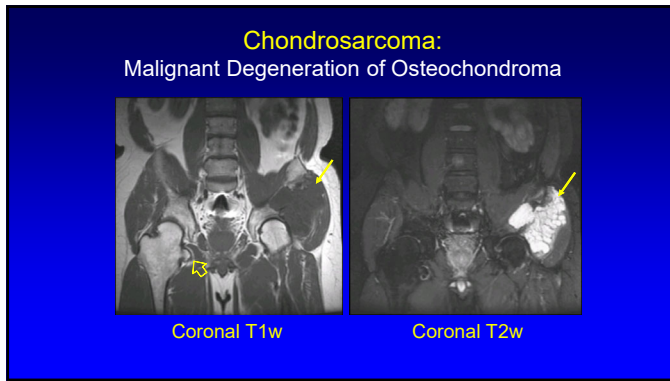 Chondrosarcoma:
Malignant Degeneration of Osteochondroma
Coronal T1w
Coronal T2w